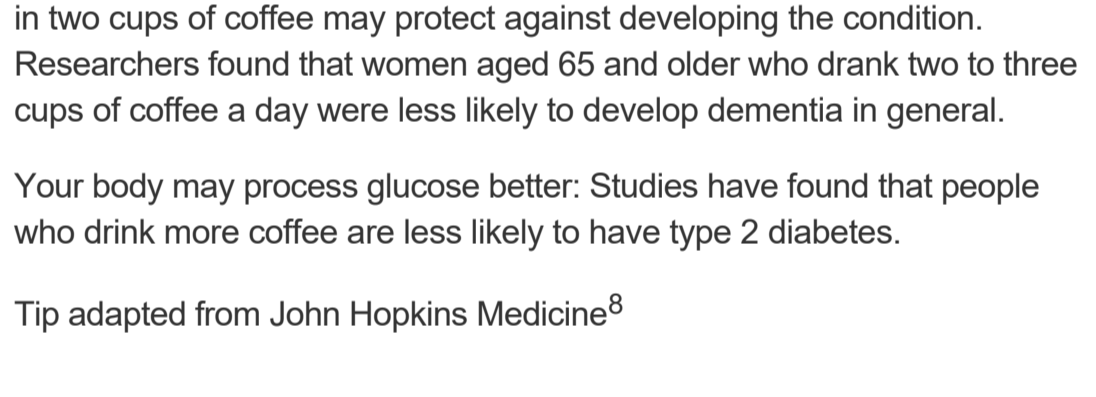 in two cups of coffee may protect against developing the condition.
Researchers found that women aged 65 and older who drank two to three
cups of coffee a day were less likely to develop dementia in general.
Your body may process glucose better: Studies have found that people
who drink more coffee are less likely to have type 2 diabetes.
Tip adapted from John Hopkins Medicine⁸